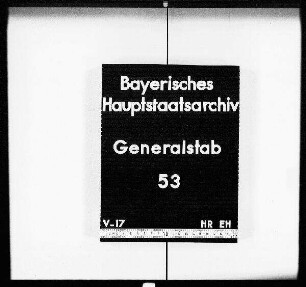 Bayerisches
Hauptstaatsarchiv
Generalstab
53
V-17 HR EH